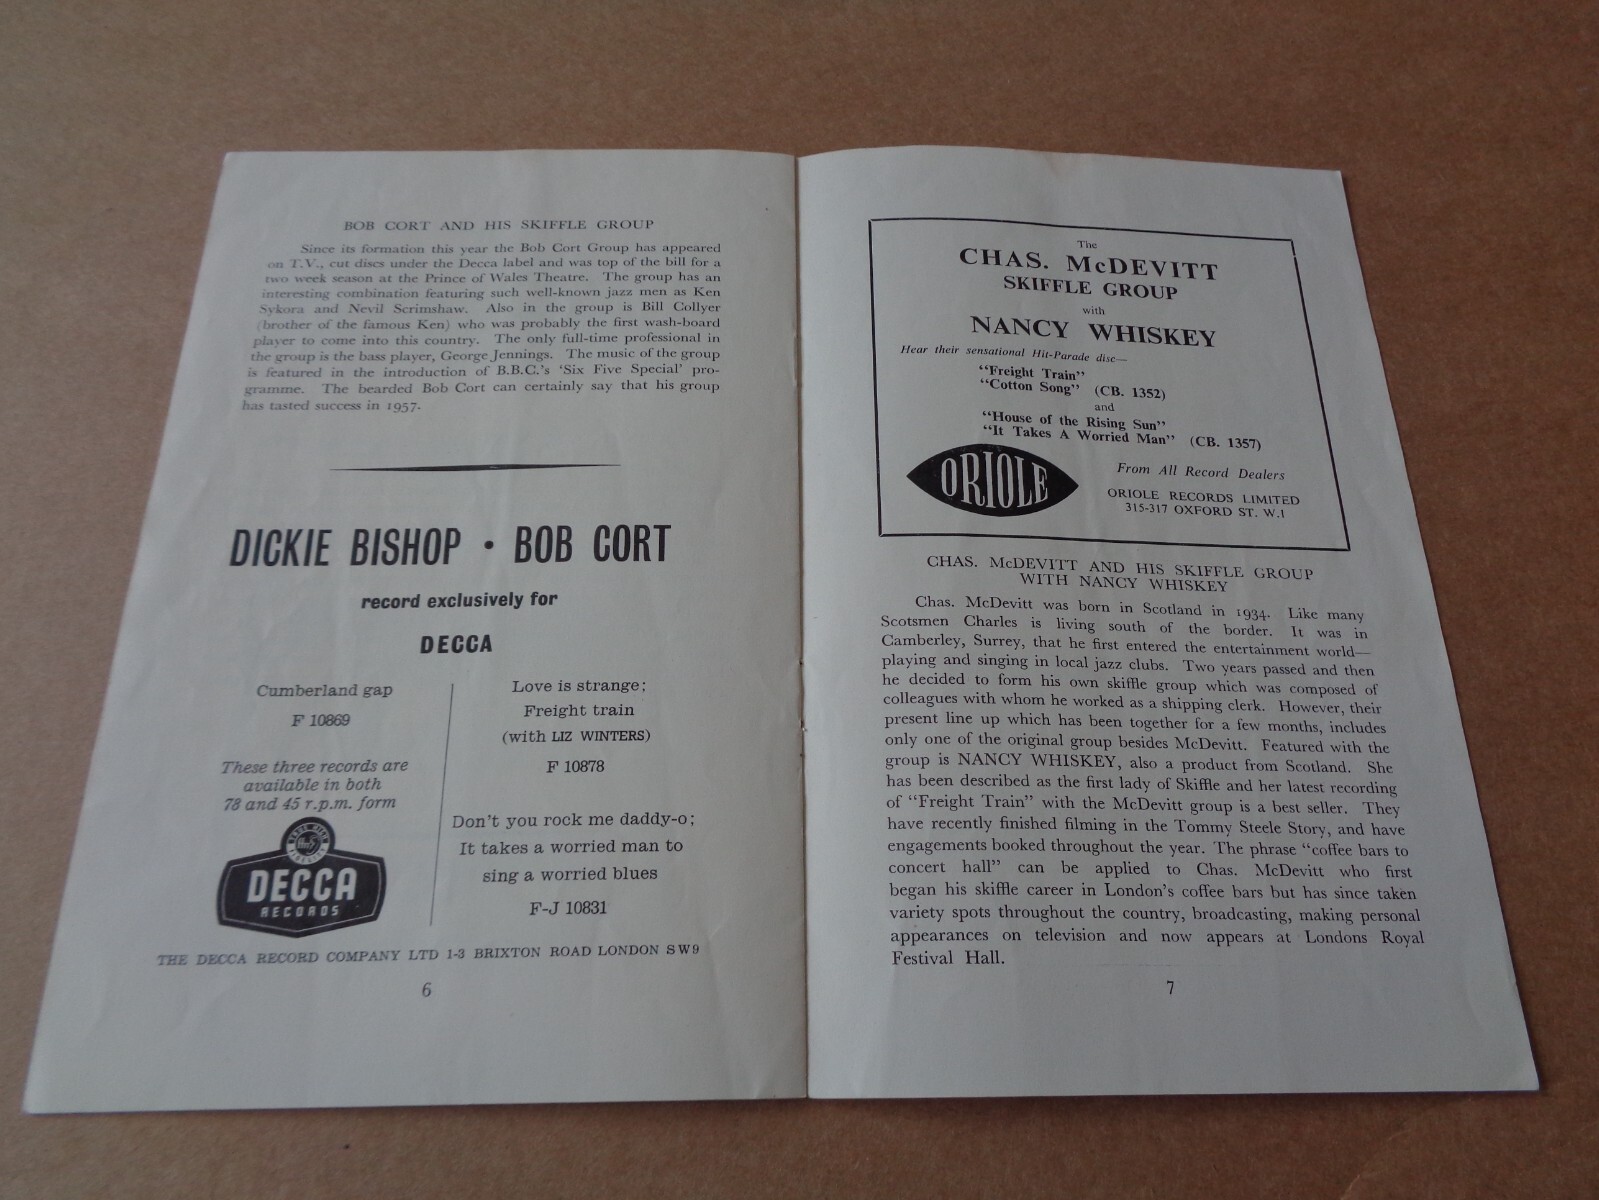 BOB CORT AND HIS SKIFFLE GROUP
Since its formation this year the Bob Cort Group has appeared
on T.V., cut discs under the Decca label and was top of the bill for a
two week season at the Prince of Wales Theatre. The group has an
interesting combination featuring such well-known jazz men as Ken
Sykora and Nevil Scrimshaw. Also in the group is Bill Collyer
(brother of the famous Ken) who was probably the first wash-board
player to come into this country. The only full-time professional in
the group is the bass player, George Jennings. The music of the group
is featured in the introduction of B.B.C.'s 'Six Five Special' pro-
gramme. The bearded Bob Cort can certainly say that his group
has tasted success in 1957.
DICKIE BISHOP · BOB CORT
record exclusively for
DECCA
Cumberland gap
F 10869
These three records are
available in both
78 and 45 r.p.m. form
DECCA
RECORDS
Love is strange;
Freight train
(with LIZ WINTERS)
F 10878
Don't you rock me daddy-o;
It takes a worried man to
sing a worried blues
F-J 10831
THE DECCA RECORD COMPANY LTD 1-3 BRIXTON ROAD LONDON SW9
6
The
CHAS. McDEVITT
SKIFFLE GROUP
with
NANCY WHISKEY
Hear their sensational Hit-Parade disc—
"Freight Train"
"Cotton Song" (CB. 1352)
and
"House of the Rising Sun"
"It Takes A Worried Man" (CB. 1357)
ORIOLE
From All Record Dealers
ORIOLE RECORDS LIMITED
315-317 OXFORD ST. W.1
CHAS. McDEVITT AND HIS SKIFFLE GROUP
WITH NANCY WHISKEY
Chas. McDevitt was born in Scotland in 1934. Like many
Scotsmen Charles is living south of the border. It was in
Camberley, Surrey, that he first entered the entertainment world—
playing and singing in local jazz clubs. Two years passed and then
he decided to form his own skiffle group which was composed of
colleagues with whom he worked as a shipping clerk. However, their
present line up which has been together for a few months, includes
only one of the original group besides McDevitt. Featured with the
group is NANCY WHISKEY, also a product from Scotland. She
has been described as the first lady of Skiffle and her latest recording
of "Freight Train" with the McDevitt group is a best seller. They
have recently finished filming in the Tommy Steele Story, and have
engagements booked throughout the year. The phrase "coffee bars to
concert hall" can be applied to Chas. McDevitt who first
began his skiffle career in London's coffee bars but has since taken
variety spots throughout the country, broadcasting, making personal
appearances on television and now appears at Londons Royal
Festival Hall.
7